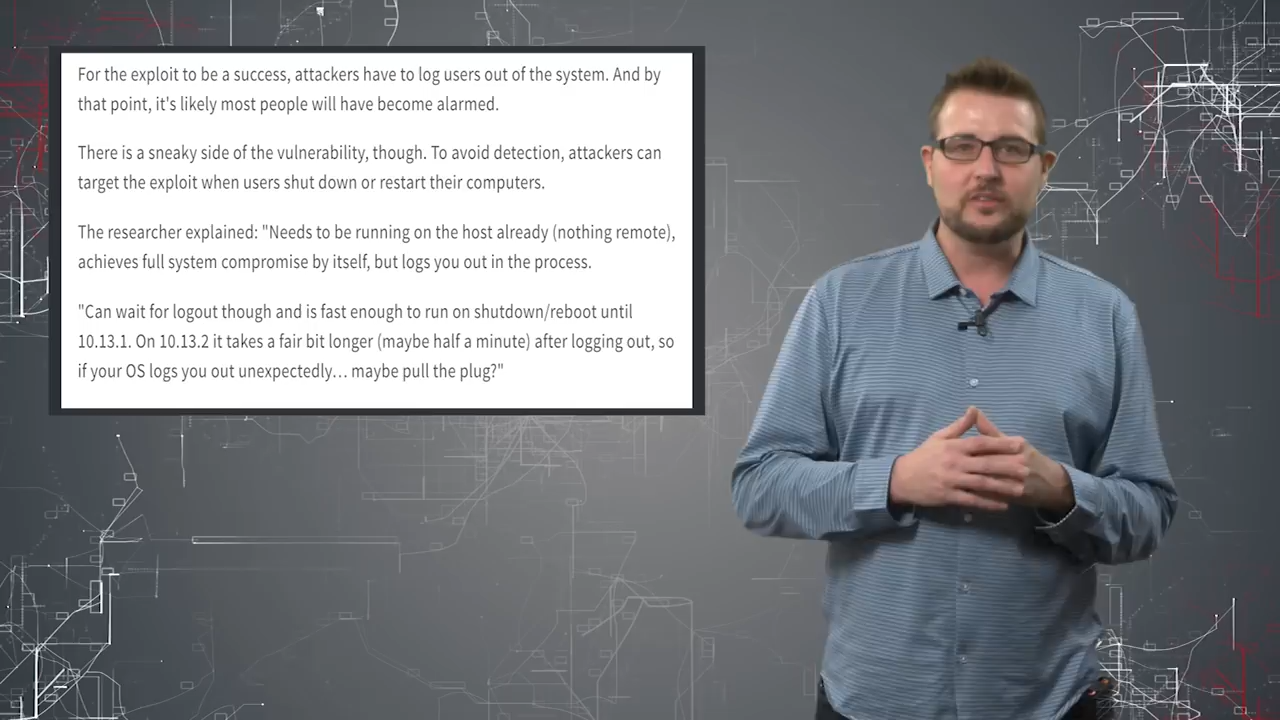 For the exploit to be a success, attackers have to log users out of the system. And by
that point, it's likely most people will have become alarmed.
There is a sneaky side of the vulnerability, though. To avoid detection, attackers can
target the exploit when users shut down or restart their computers.
The researcher explained: "Needs to be running on the host already (nothing remote),
achieves full system compromise by itself, but logs you out in the process.
"Can wait for logout though and is fast enough to run on shutdown/reboot until
10.13.1. On 10.13.2 it takes a fair bit longer (maybe half a minute) after logging out, so
if your OS logs you out unexpectedly… maybe pull the plug?"